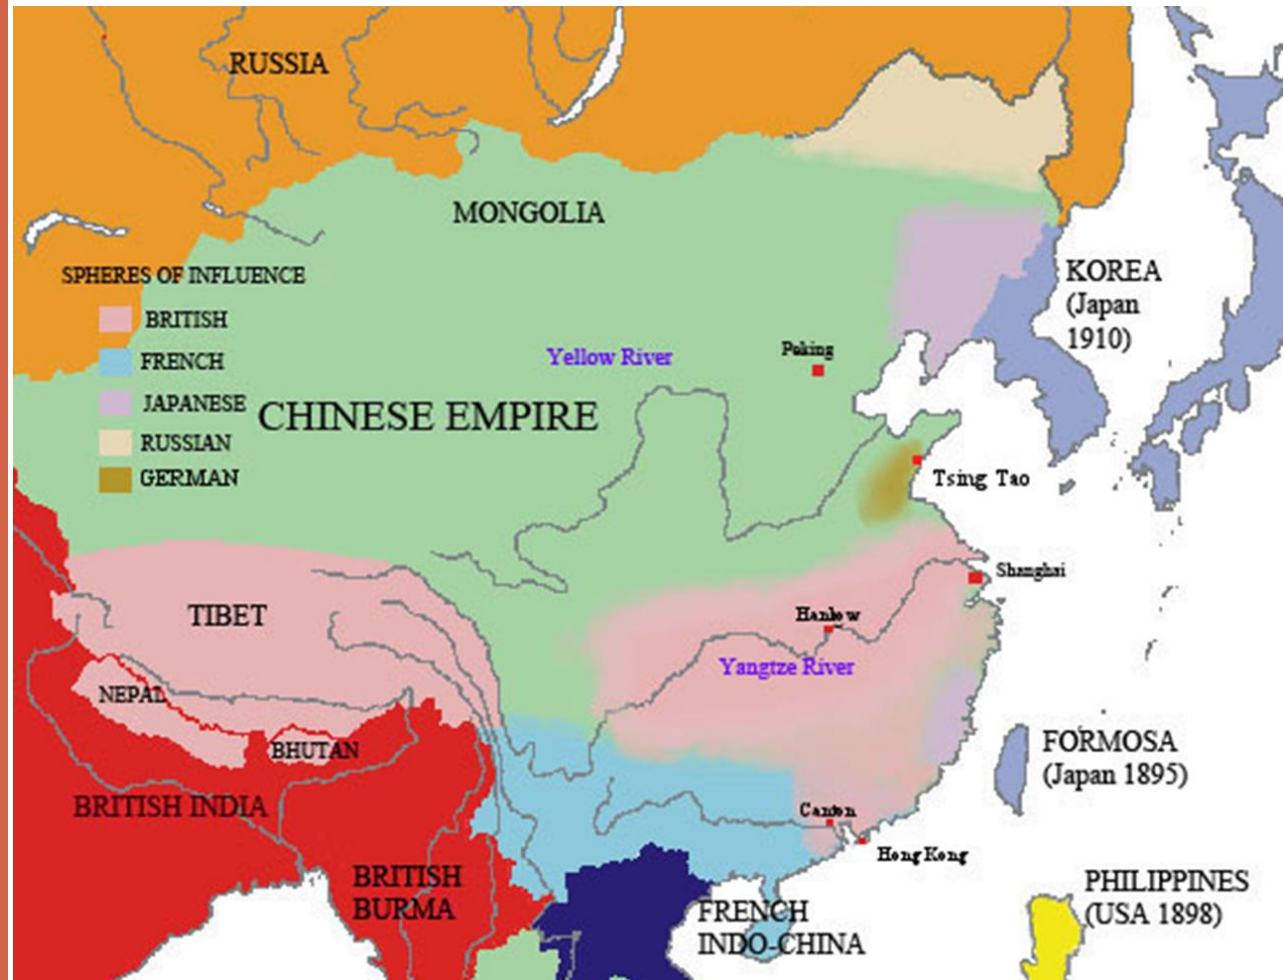 RUSSIA
MONGOLIA
KOREA
(Japan
1910)
SPHERES OF INFLUENCE
BRITISH
FRENCH
JAPANESE
RUSSIAN
GERMAN
Yellow River
Peking
CHINESE EMPIRE
Tsing Tao
Shanghai
TIBET
Hankow
Yangtze River
NEPAL
BHUTAN
FORMOSA
(Japan 1895)
BRITISH INDIA
Canton
Hong Kong
BRITISH
BURMA
PHILIPPINES
(USA 1898)
FRENCH
INDO-CHINA